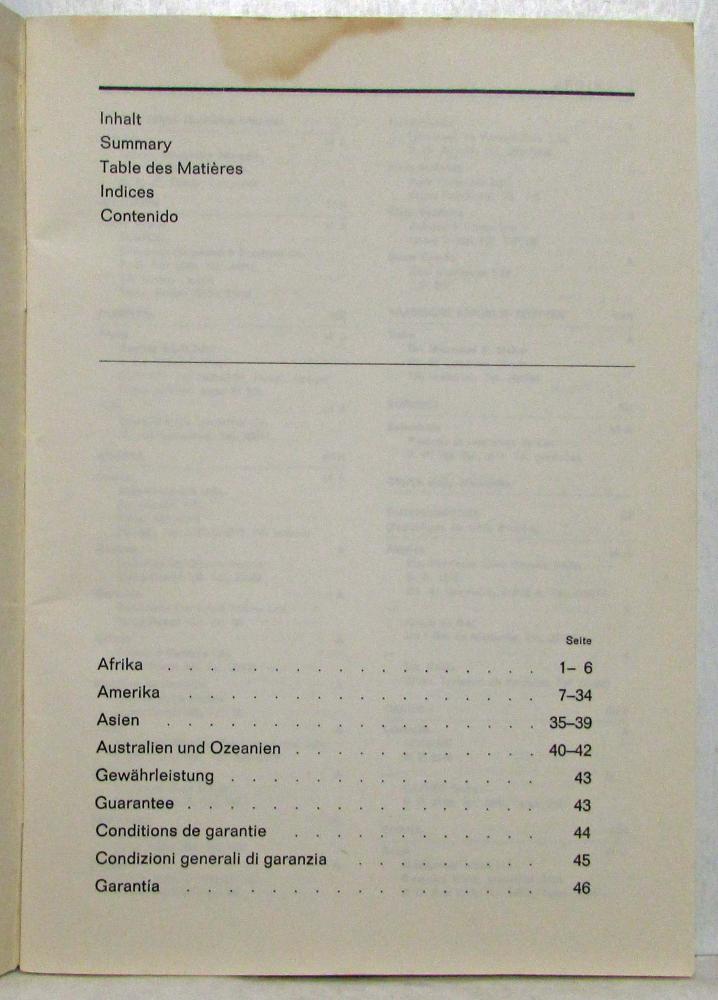 Inhalt
Summary
Table des Matières
Indices
Contenido
Seite
Afrika . . . . . . . . . . . . . . . . . . 1– 6
Amerika . . . . . . . . . . . . . . . . . 7–34
Asien . . . . . . . . . . . . . . . . . . 35–39
Australien und Ozeanien . . . . . . . . . . . . 40–42
Gewährleistung . . . . . . . . . . . . . . . 43
Guarantee . . . . . . . . . . . . . . . . . 43
Conditions de garantie . . . . . . . . . . . . 44
Condizioni generali di garanzia . . . . . . . . . 45
Garantía . . . . . . . . . . . . . . . . . 46